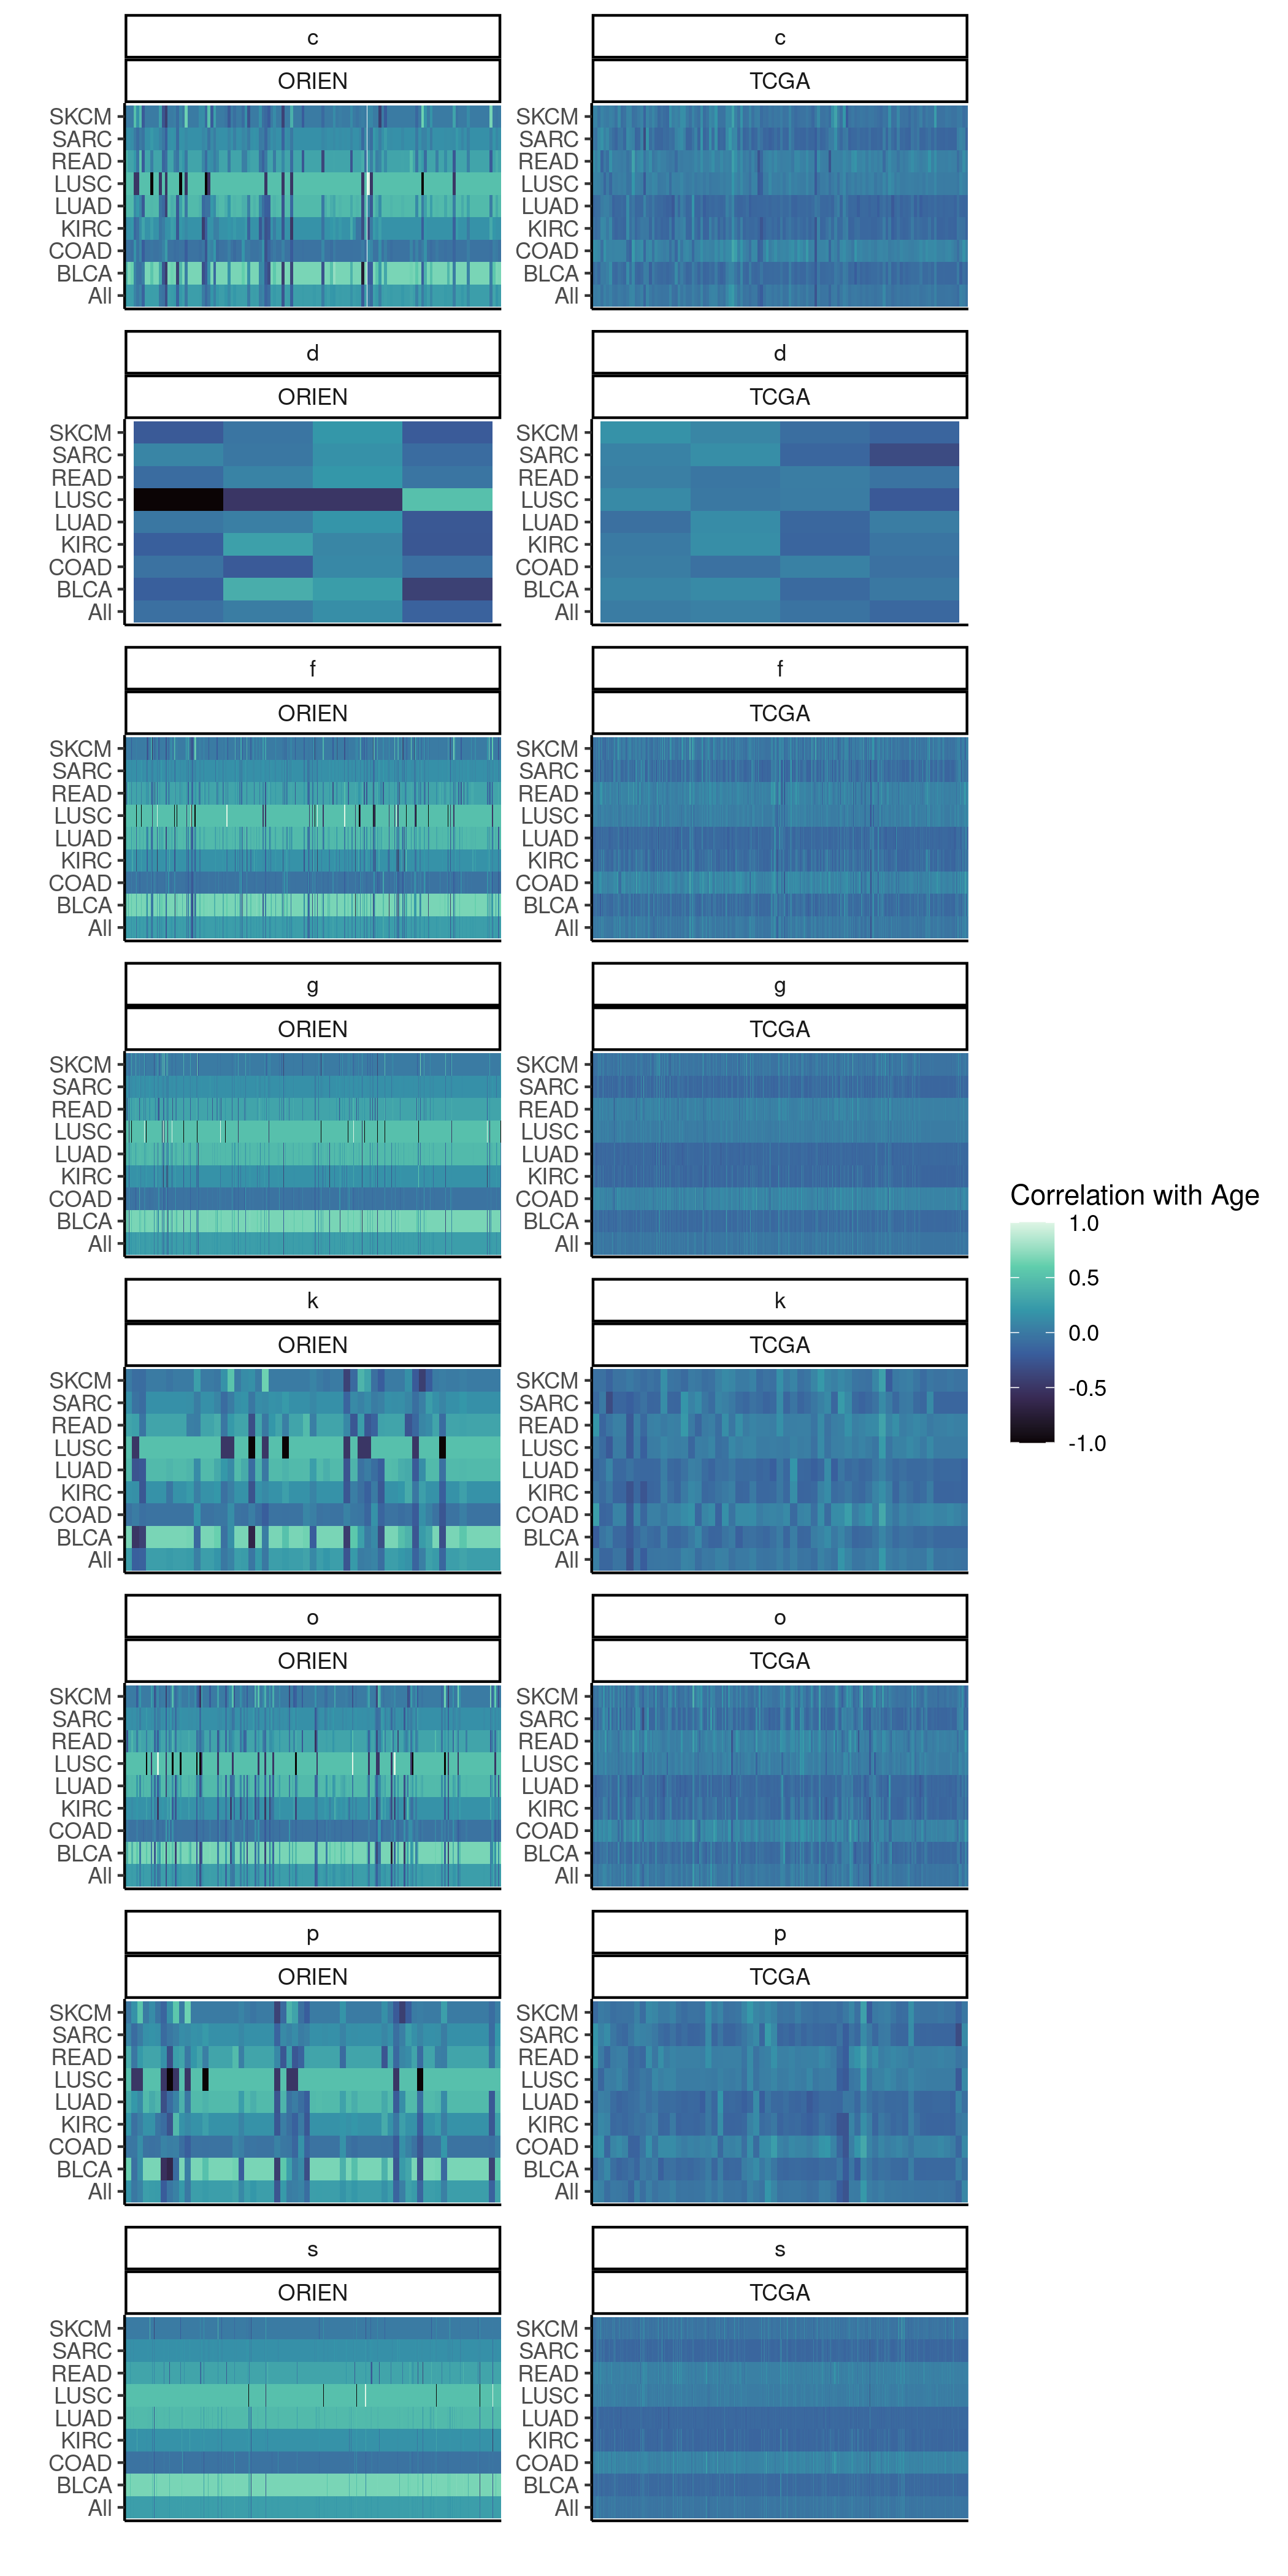 c c
ORIEN TCGA
SKCM SKCM
SARC SARC
READ READ
LUSC LUSC
LUAD LUAD
KIRC KIRC
COAD COAD
BLCA BLCA
All All
d d
ORIEN TCGA
SKCM SKCM
SARC SARC
READ READ
LUSC LUSC
LUAD LUAD
KIRC KIRC
COAD COAD
BLCA BLCA
All All
f f
ORIEN TCGA
SKCM SKCM
SARC SARC
READ READ
LUSC LUSC
LUAD LUAD
KIRC KIRC
COAD COAD
BLCA BLCA
All All
g g
ORIEN TCGA
SKCM SKCM
SARC SARC
READ READ
LUSC LUSC
LUAD LUAD
KIRC KIRC
COAD COAD
BLCA BLCA
All All
k k
ORIEN TCGA
SKCM SKCM
SARC SARC
READ READ
LUSC LUSC
LUAD LUAD
KIRC KIRC
COAD COAD
BLCA BLCA
All All
o o
ORIEN TCGA
SKCM SKCM
SARC SARC
READ READ
LUSC LUSC
LUAD LUAD
KIRC KIRC
COAD COAD
BLCA BLCA
All All
p p
ORIEN TCGA
SKCM SKCM
SARC SARC
READ READ
LUSC LUSC
LUAD LUAD
KIRC KIRC
COAD COAD
BLCA BLCA
All All
s s
ORIEN TCGA
SKCM SKCM
SARC SARC
READ READ
LUSC LUSC
LUAD LUAD
KIRC KIRC
COAD COAD
BLCA BLCA
All All
Correlation with Age
1.0
0.5
0.0
-0.5
-1.0